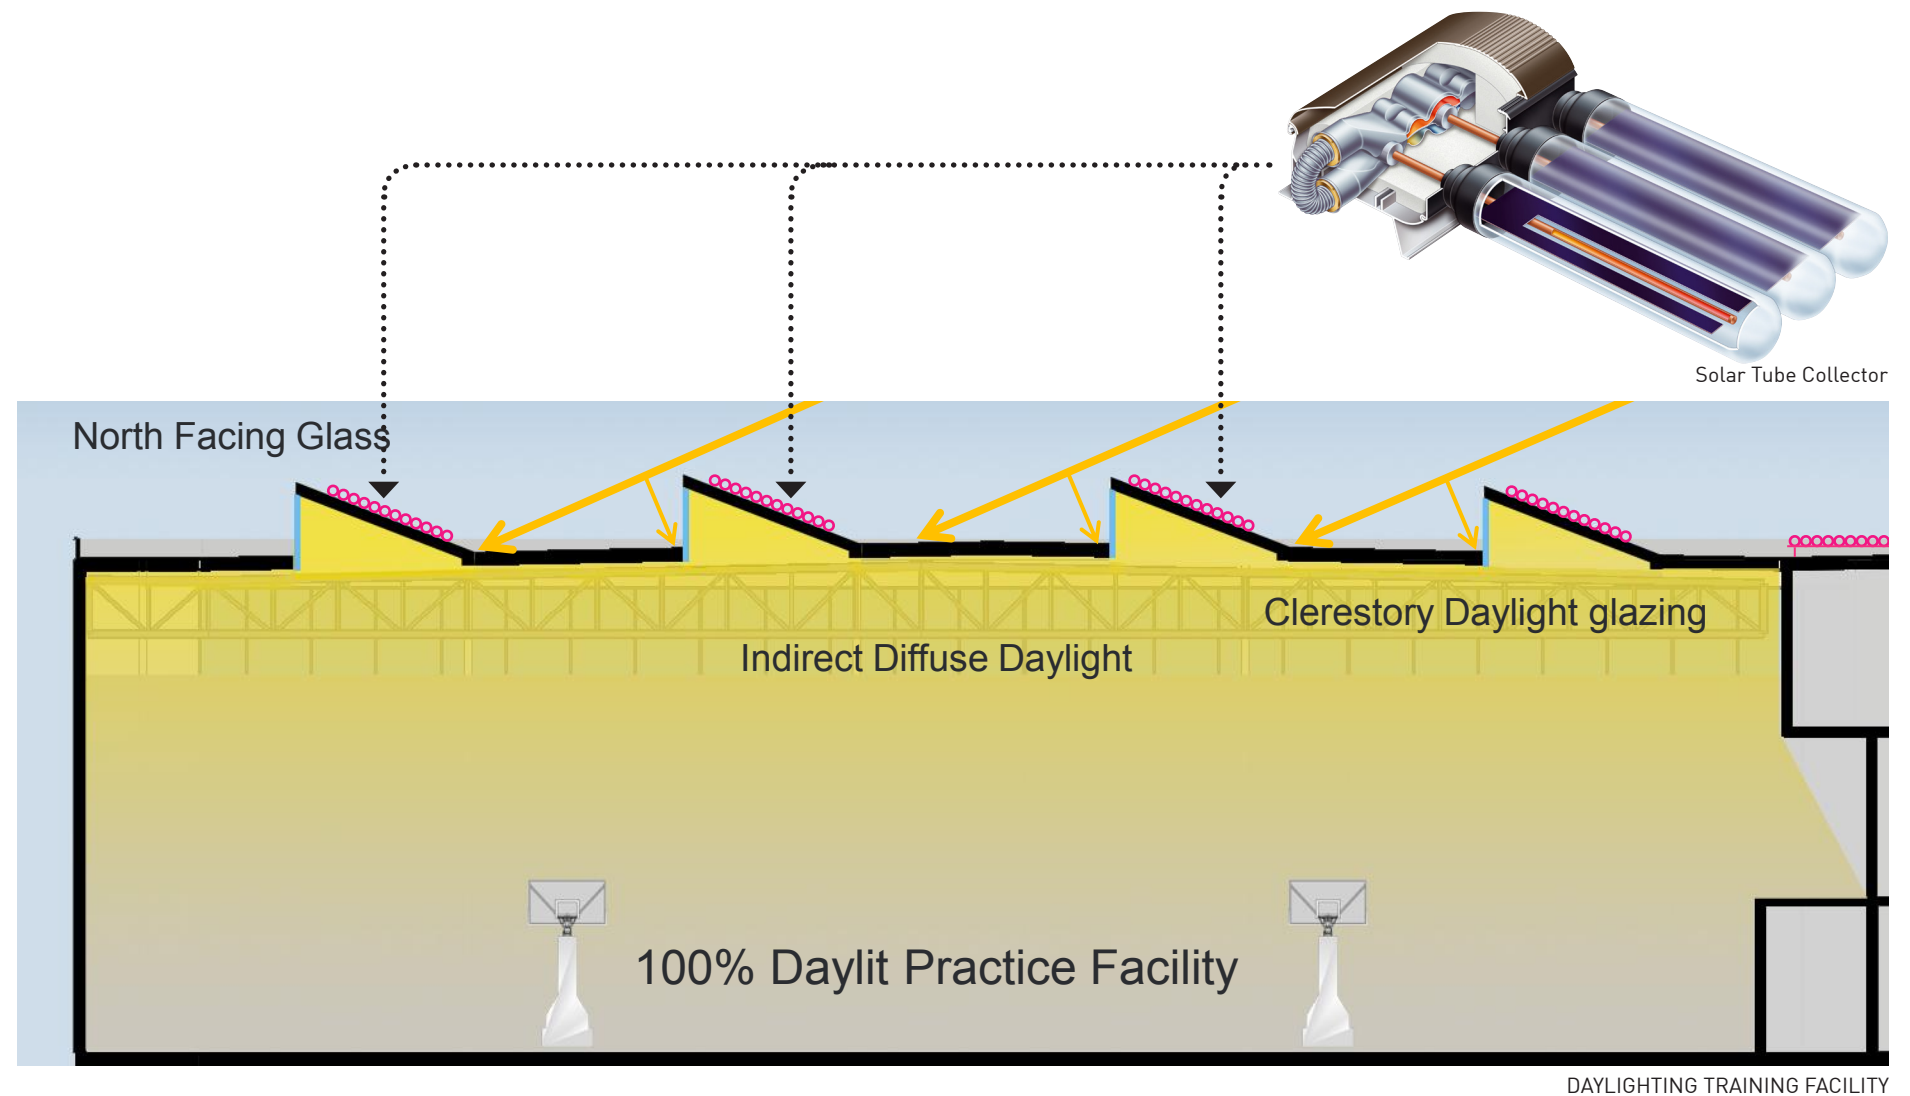 Solar Tube Collector
North Facing Glass
Clerestory Daylight glazing
Indirect Diffuse Daylight
100% Daylit Practice Facility
DAYLIGHTING TRAINING FACILITY